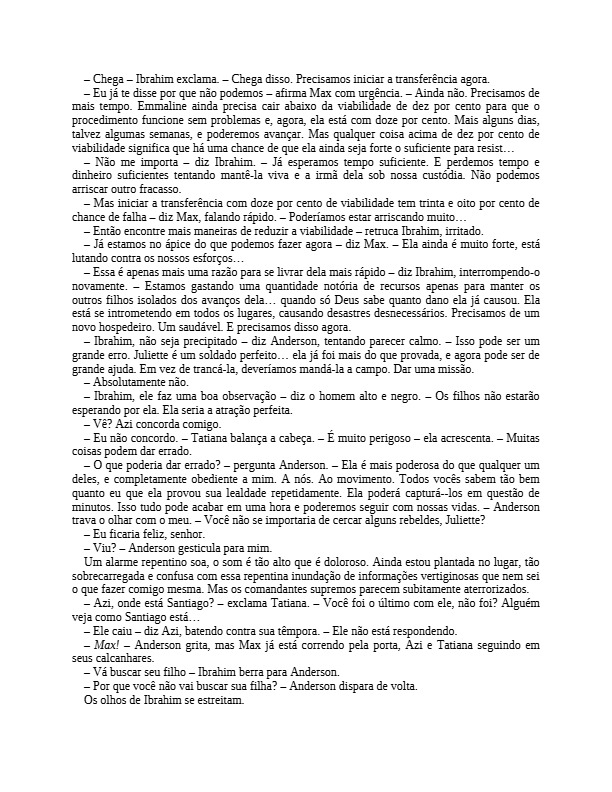 – Chega – Ibrahim exclama. – Chega disso. Precisamos iniciar a transferência agora.
– Eu já te disse por que não podemos – afirma Max com urgência. – Ainda não. Precisamos de
mais tempo. Emmaline ainda precisa cair abaixo da viabilidade de dez por cento para que o
procedimento funcione sem problemas e, agora, ela está com doze por cento. Mais alguns dias,
talvez algumas semanas, e poderemos avançar. Mas qualquer coisa acima de dez por cento de
viabilidade significa que há uma chance de que ela ainda seja forte o suficiente para resist…
– Não me importa – diz Ibrahim. – Já esperamos tempo suficiente. E perdemos tempo e
dinheiro suficientes tentando mantê-la viva e a irmã dela sob nossa custódia. Não podemos
arriscar outro fracasso.
– Mas iniciar a transferência com doze por cento de viabilidade tem trinta e oito por cento de
chance de falha – diz Max, falando rápido. – Poderíamos estar arriscando muito…
– Então encontre mais maneiras de reduzir a viabilidade – retruca Ibrahim, irritado.
– Já estamos no ápice do que podemos fazer agora – diz Max. – Ela ainda é muito forte, está
lutando contra os nossos esforços…
– Essa é apenas mais uma razão para se livrar dela mais rápido – diz Ibrahim, interrompendo-o
novamente. – Estamos gastando uma quantidade notória de recursos apenas para manter os
outros filhos isolados dos avanços dela… quando só Deus sabe quanto dano ela já causou. Ela
está se intrometendo em todos os lugares, causando desastres desnecessários. Precisamos de um
novo hospedeiro. Um saudável. E precisamos disso agora.
– Ibrahim, não seja precipitado – diz Anderson, tentando parecer calmo. – Isso pode ser um
grande erro. Juliette é um soldado perfeito… ela já foi mais do que provada, e agora pode ser de
grande ajuda. Em vez de trancá-la, deveríamos mandá-la a campo. Dar uma missão.
– Absolutamente não.
– Ibrahim, ele faz uma boa observação – diz o homem alto e negro. – Os filhos não estarão
esperando por ela. Ela seria a atração perfeita.
– Vê? Azi concorda comigo.
– Eu não concordo. – Tatiana balança a cabeça. – É muito perigoso – ela acrescenta. – Muitas
coisas podem dar errado.
– O que poderia dar errado? – pergunta Anderson. – Ela é mais poderosa do que qualquer um
deles, e completamente obediente a mim. A nós. Ao movimento. Todos vocês sabem tão bem
quanto eu que ela provou sua lealdade repetidamente. Ela poderá capturá--los em questão de
minutos. Isso tudo pode acabar em uma hora e poderemos seguir com nossas vidas. – Anderson
trava o olhar com o meu. – Você não se importaria de cercar alguns rebeldes, Juliette?
– Eu ficaria feliz, senhor.
– Viu? – Anderson gesticula para mim.
Um alarme repentino soa, o som é tão alto que é doloroso. Ainda estou plantada no lugar, tão
sobrecarregada e confusa com essa repentina inundação de informações vertiginosas que nem sei
o que fazer comigo mesma. Mas os comandantes supremos parecem subitamente aterrorizados.
– Azi, onde está Santiago? – exclama Tatiana. – Você foi o último com ele, não foi? Alguém
veja como Santiago está…
– Ele caiu – diz Azi, batendo contra sua têmpora. – Ele não está respondendo.
– Max! – Anderson grita, mas Max já está correndo pela porta, Azi e Tatiana seguindo em
seus calcanhares.
– Vá buscar seu filho – Ibrahim berra para Anderson.
– Por que você não vai buscar sua filha? – Anderson dispara de volta.
Os olhos de Ibrahim se estreitam.